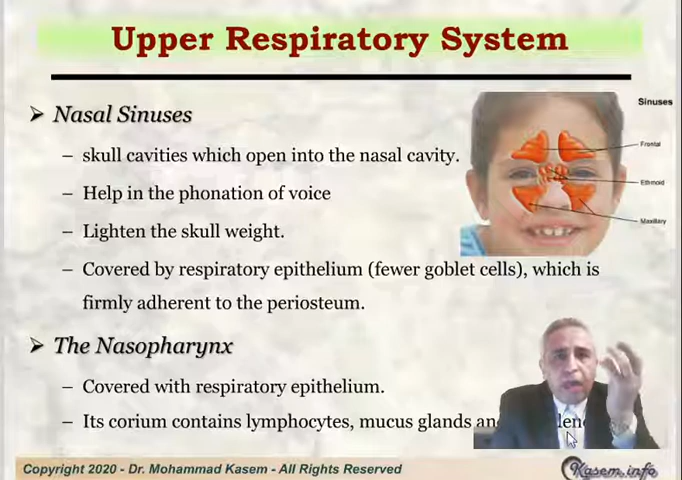 Upper Respiratory System
Nasal Sinuses
– skull cavities which open into the nasal cavity.
– Help in the phonation of voice
– Lighten the skull weight.
– Covered by respiratory epithelium (fewer goblet cells), which is
firmly adherent to the periosteum.
Sinuses
Frontal
Ethmoid
Maxillary
The Nasopharynx
– Covered with respiratory epithelium.
– Its corium contains lymphocytes, mucus glands
Copyright 2020 - Dr. Mohammad Kasem - All Rights Reserved
Kasem.info